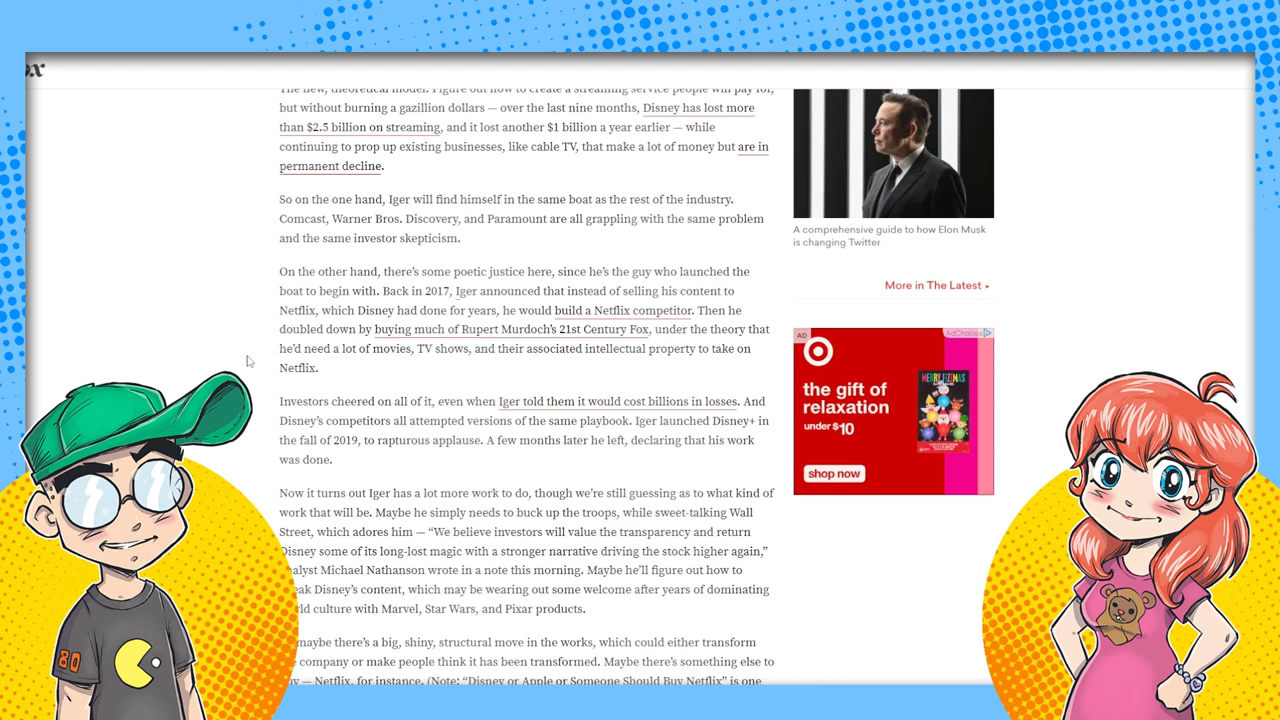 ox
The new, theoretical model: Figure out how to create a streaming service people will pay for,
but without burning a gazillion dollars — over the last nine months, Disney has lost more
than $2.5 billion on streaming, and it lost another $1 billion a year earlier — while
continuing to prop up existing businesses, like cable TV, that make a lot of money but are in
permanent decline.
So on the one hand, Iger will find himself in the same boat as the rest of the industry.
Comcast, Warner Bros. Discovery, and Paramount are all grappling with the same problem
and the same investor skepticism.
On the other hand, there's some poetic justice here, since he's the guy who launched the
boat to begin with. Back in 2017, Iger announced that instead of selling his content to
Netflix, which Disney had done for years, he would build a Netflix competitor. Then he
doubled down by buying much of Rupert Murdoch's 21st Century Fox, under the theory that
he'd need a lot of movies, TV shows, and their associated intellectual property to take on
Netflix.
Investors cheered on all of it, even when Iger told them it would cost billions in losses. And
Disney's competitors all attempted versions of the same playbook. Iger launched Disney+ in
the fall of 2019, to rapturous applause. A few months later he left, declaring that his work
was done.
Now it turns out Iger has a lot more work to do, though we're still guessing as to what kind of
work that will be. Maybe he simply needs to buck up the troops, while sweet-talking Wall
Street, which adores him — “We believe investors will value the transparency and return
Disney some of its long-lost magic with a stronger narrative driving the stock higher again,”
alyst Michael Nathanson wrote in a note this morning. Maybe he'll figure out how to
eak Disney's content, which may be wearing out some welcome after years of dominating
rld culture with Marvel, Star Wars, and Pixar products.
maybe there's a big, shiny, structural move in the works, which could either transform
e company or make people think it has been transformed. Maybe there's something else to
y — Netflix, for instance. (Note: “Disney or Apple or Someone Should Buy Netflix” is one
A comprehensive guide to how Elon Musk
is changing Twitter
More in The Latest
AD
AdChoices
the gift of
relaxation
under $10
shop now
MERRY FIZZMAS
80